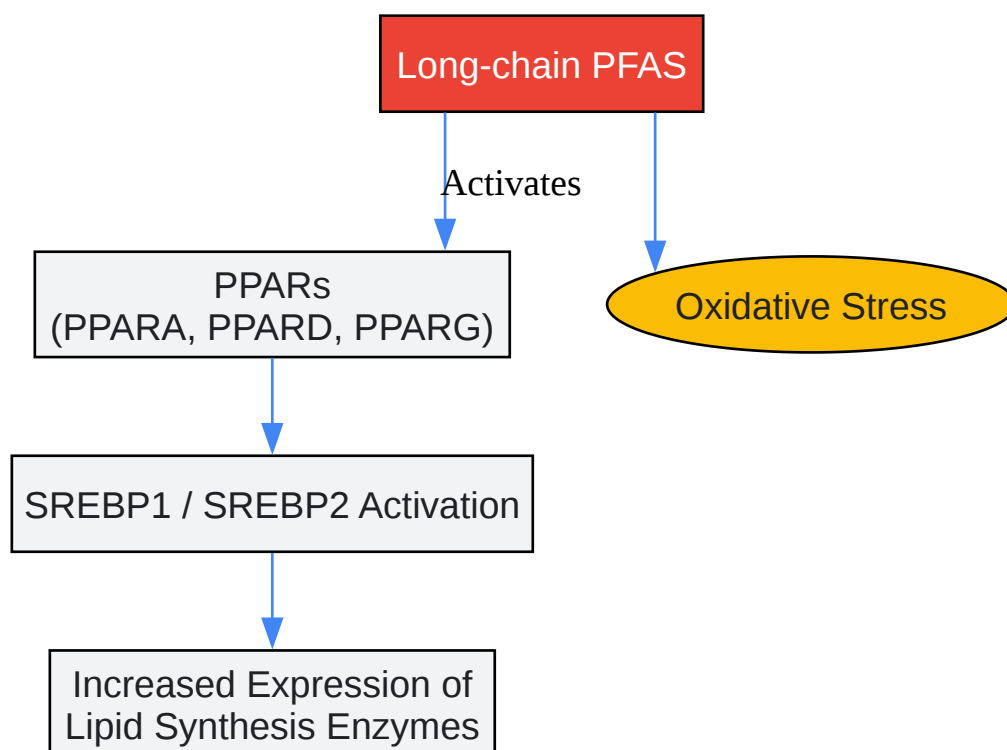 Long-chain PFAS
Activates
PPARs
(PPARA, PPARD, PPARG)
Oxidative Stress
SREBP1 / SREBP2 Activation
Increased Expression of
Lipid Synthesis Enzymes